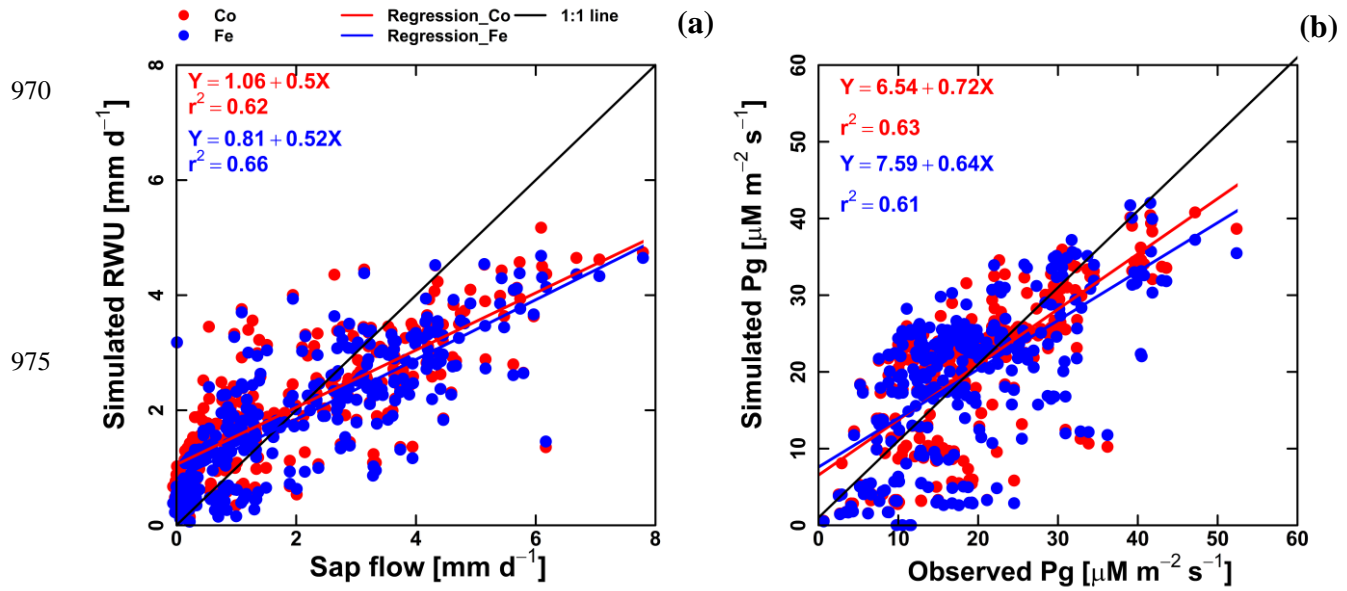 Co
Regression_Co
1:1 line
Fe
Regression_Fe
(a)
(b)
970
975
8
6
4
2
0
Simulated RWU [mm d⁻¹]
Y = 1.06 + 0.5X
r² = 0.62
Y = 0.81 + 0.52X
r² = 0.66
0 2 4 6 8
Sap flow [mm d⁻¹]
60
50
40
30
20
10
0
Simulated Pg [μM m⁻² s⁻¹]
Y = 6.54 + 0.72X
r² = 0.63
Y = 7.59 + 0.64X
r² = 0.61
0 10 20 30 40 50 60
Observed Pg [μM m⁻² s⁻¹]